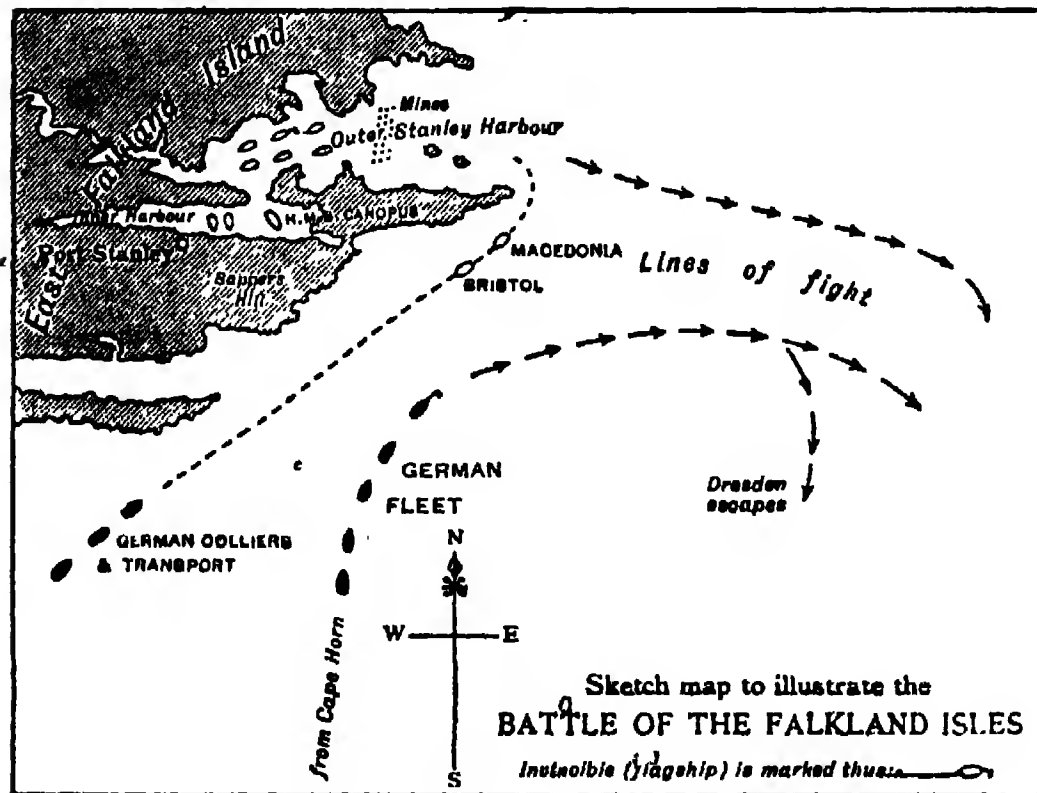 East Falkland Island
Mines
Outer Stanley Harbour
Inner Harbour
H.M.S. CANOPUS
Port Stanley
Sappers
Hill
MACEDONIA
BRISTOL
Lines of fight
GERMAN
FLEET
Dresden
escapes
GERMAN COLLIERS
& TRANSPORT
from Cape Horn
N
W
E
S
Sketch map to illustrate the
BATTLE OF THE FALKLAND ISLES
Invincible (flagship) is marked thus: